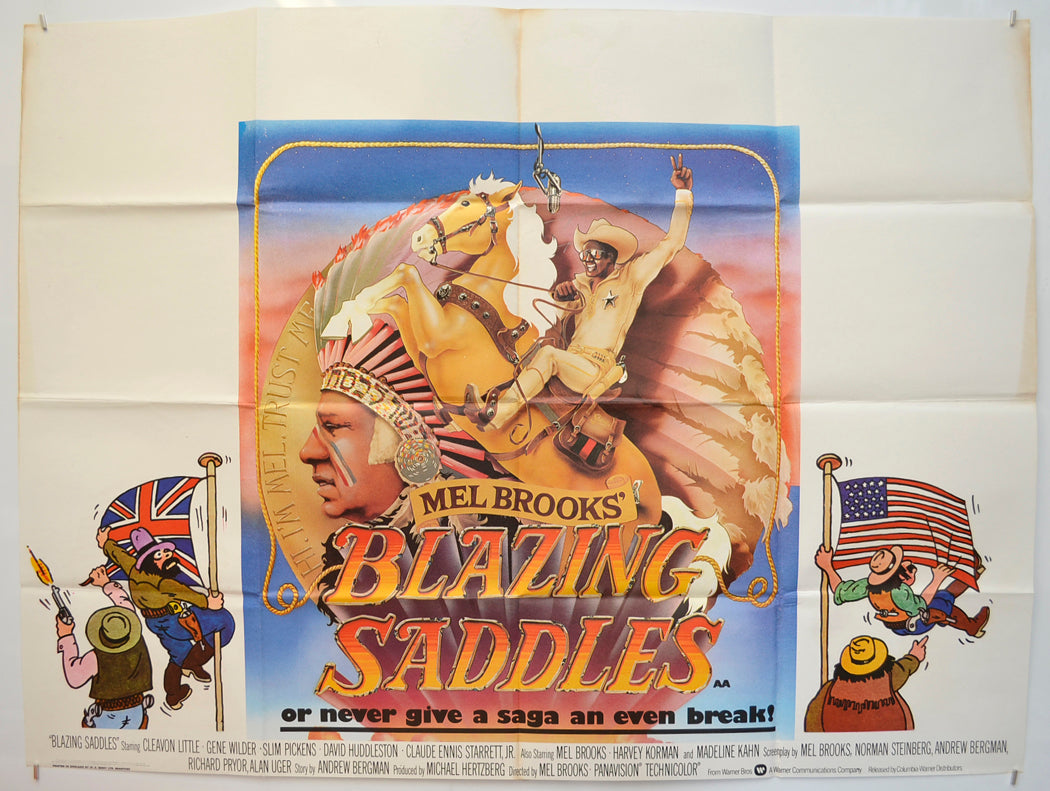 HI. I'M MEL. TRUST ME
MEL BROOKS'
BLAZING
SADDLES
AA
or never give a saga an even break!
"BLAZING SADDLES" Starring CLEAVON LITTLE · GENE WILDER · SLIM PICKENS · DAVID HUDDLESTON · CLAUDE ENNIS STARRETT, JR. Also Starring MEL BROOKS · HARVEY KORMAN and MADELINE KAHN Screenplay by MEL BROOKS, NORMAN STEINBERG, ANDREW BERGMAN,
RICHARD PRYOR, ALAN UGER Story by ANDREW BERGMAN Produced by MICHAEL HERTZBERG Directed by MEL BROOKS · PANAVISION® TECHNICOLOR® From Warner Bros A Warner Communications Company Released by Columbia-Warner Distributors
PRINTED IN ENGLAND BY